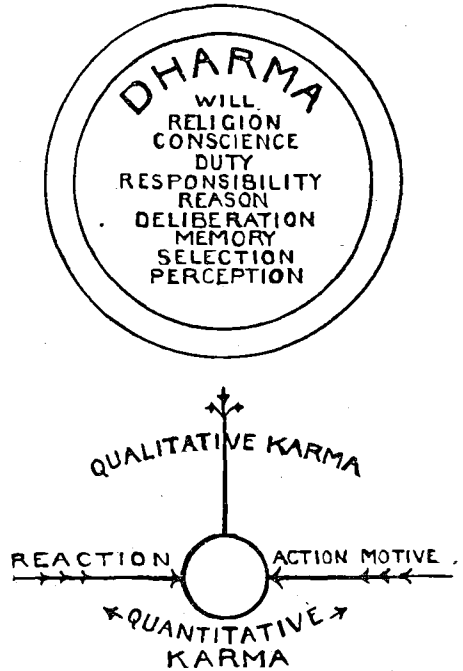 DHARMA
WILL
RELIGION
CONSCIENCE
DUTY
RESPONSIBILITY
REASON
DELIBERATION
MEMORY
SELECTION
PERCEPTION
QUALITATIVE KARMA
REACTION
ACTION MOTIVE.
QUANTITATIVE
KARMA